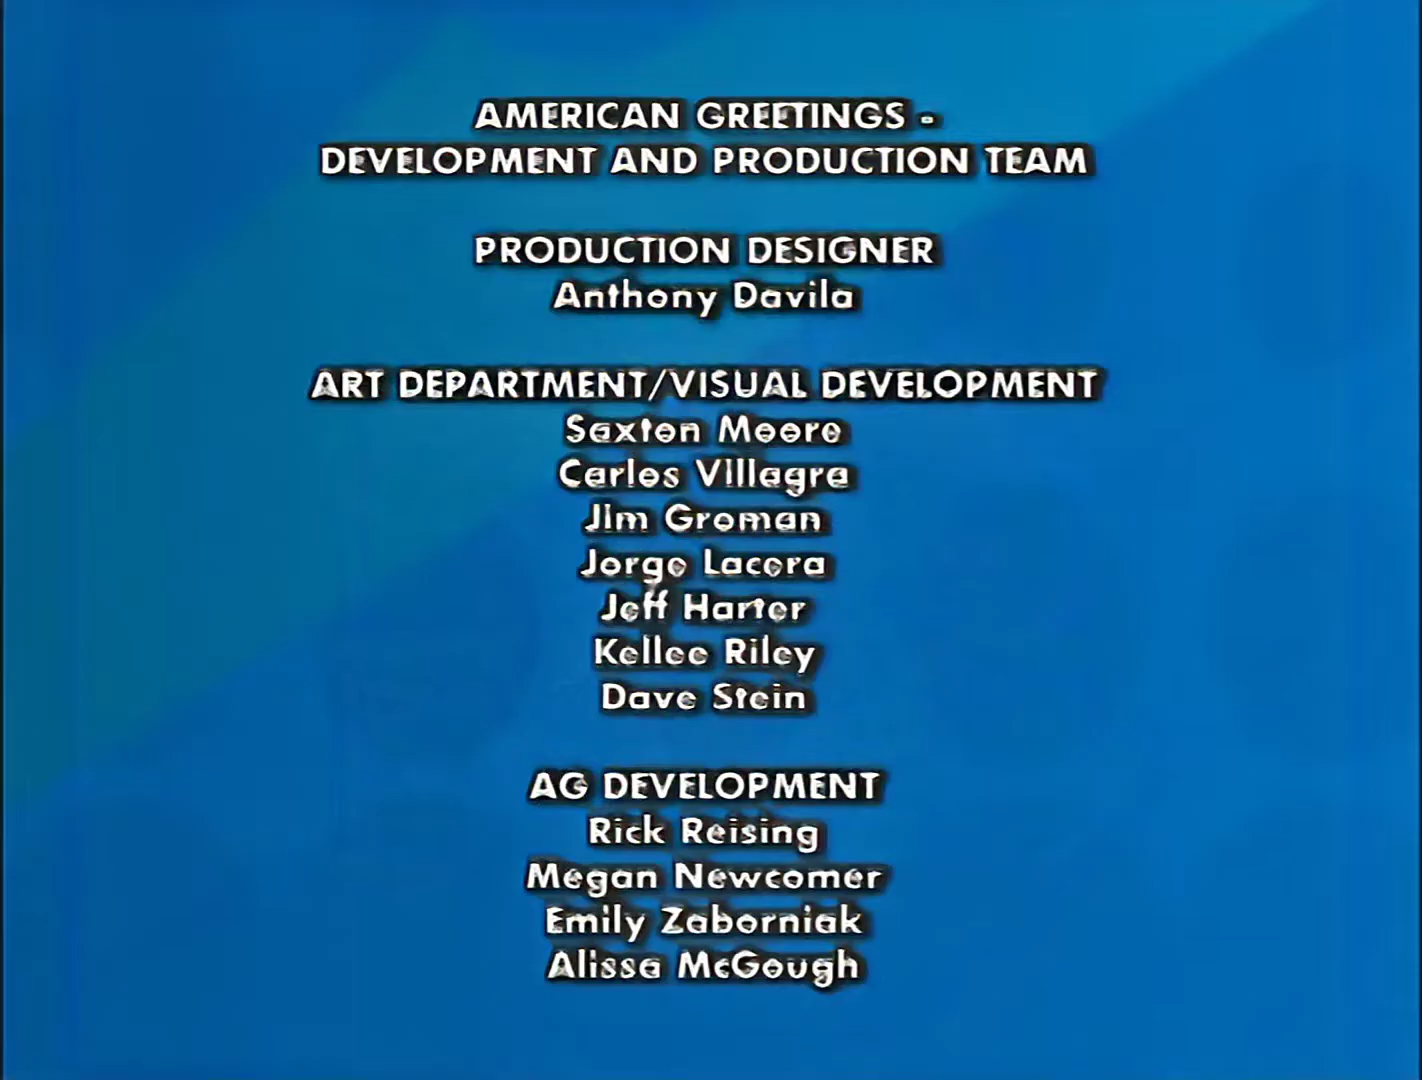 AMERICAN GREETINGS -
DEVELOPMENT AND PRODUCTION TEAM
PRODUCTION DESIGNER
Anthony Davila
ART DEPARTMENT/VISUAL DEVELOPMENT
Saxton Moore
Carlos Villagra
Jim Groman
Jorge Lacera
Jeff Harter
Kellee Riley
Dave Stein
AG DEVELOPMENT
Rick Reising
Megan Newcomer
Emily Zaborniak
Alissa McGough